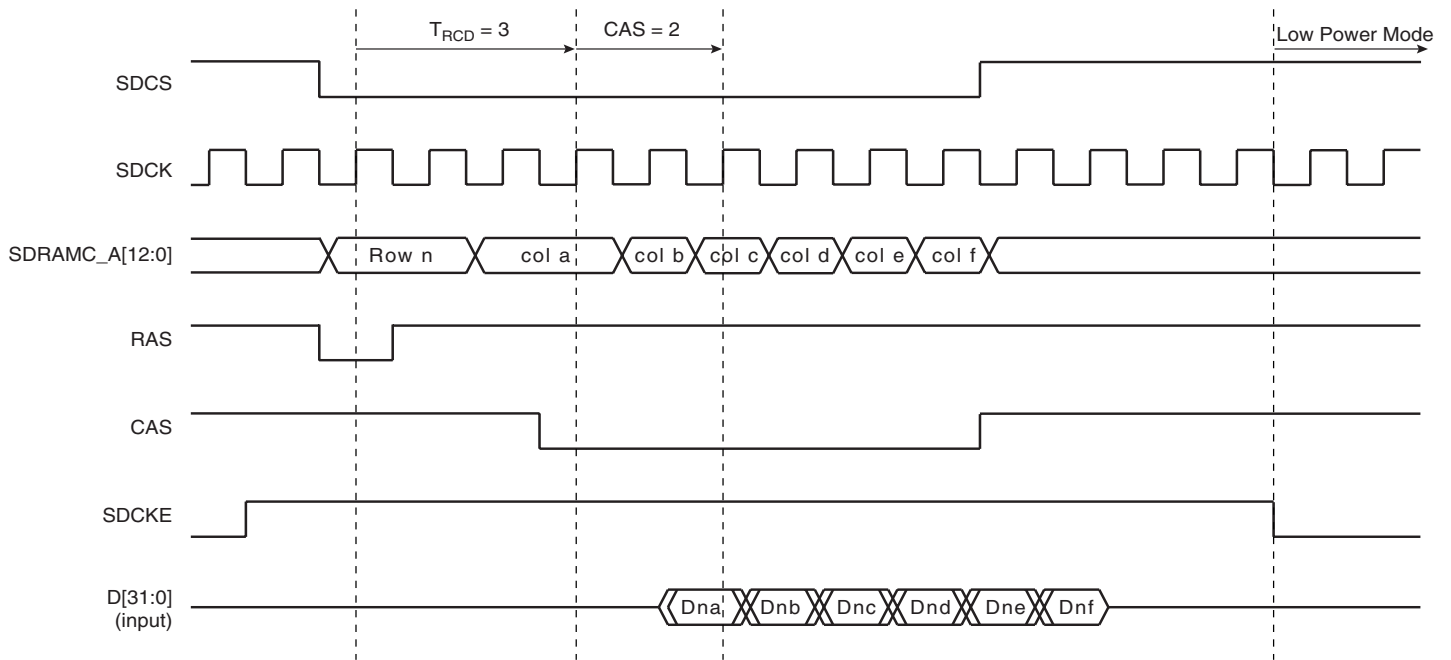 T_RCD = 3
CAS = 2
Low Power Mode
SDCS
SDCK
SDRAMC_A[12:0]
Row n
col a
col b
col c
col d
col e
col f
RAS
CAS
SDCKE
D[31:0]
(input)
Dna
Dnb
Dnc
Dnd
Dne
Dnf